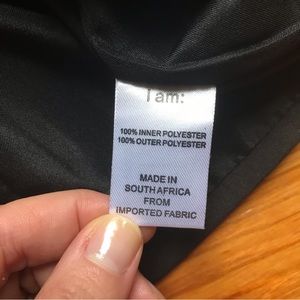 I am:
100% INNER POLYESTER
100% OUTER POLYESTER
MADE IN
SOUTH AFRICA
FROM
IMPORTED FABRIC